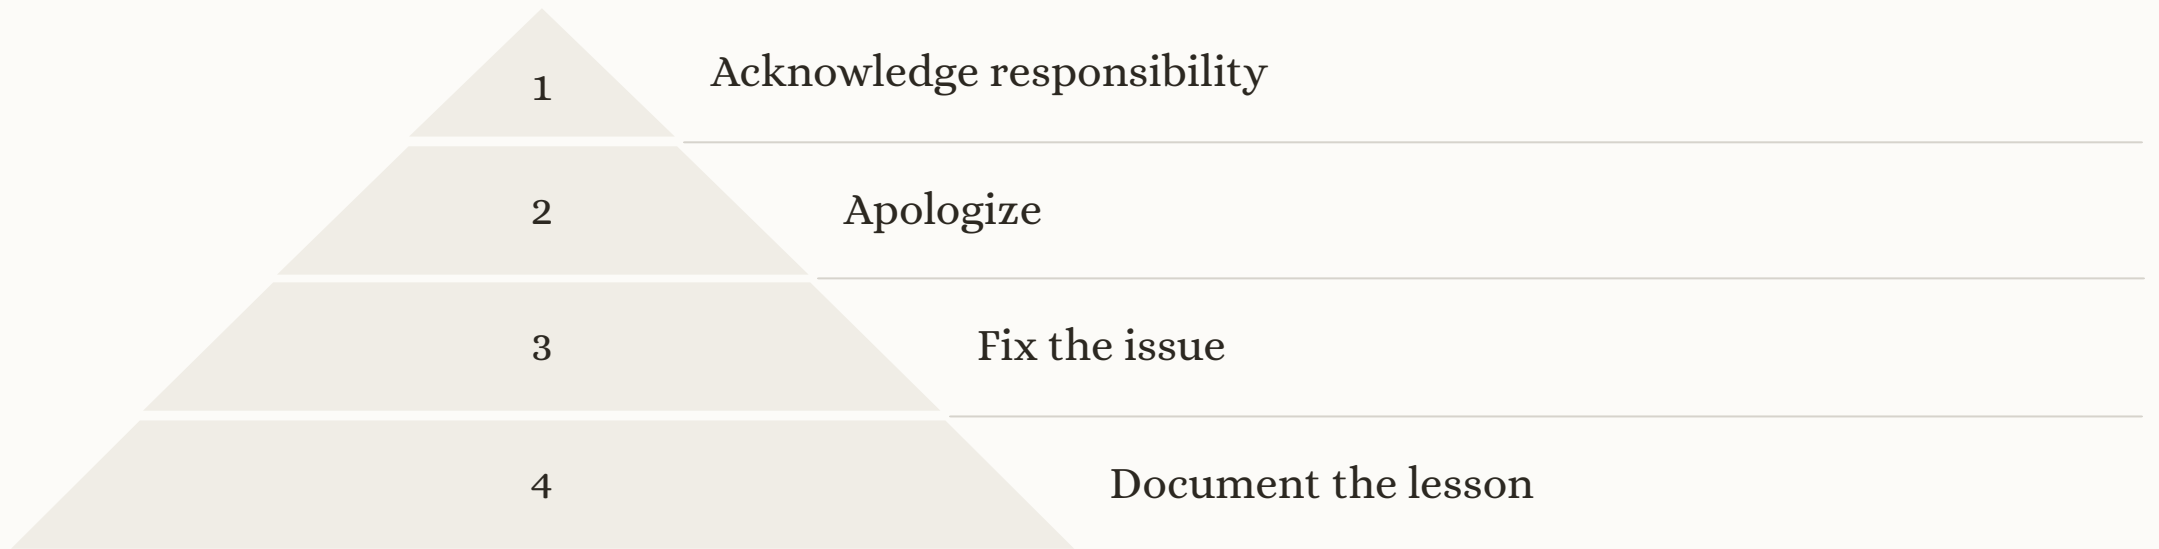 1
Acknowledge responsibility
2
Apologize
3
Fix the issue
4
Document the lesson